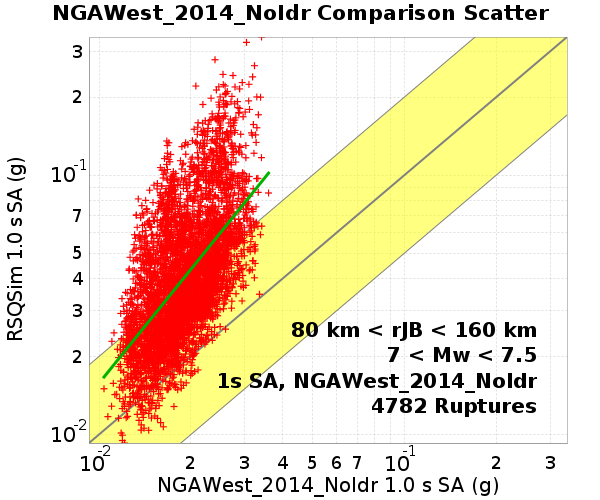 NGAWest_2014_NoIdr Comparison Scatter
RSQSim 1.0 s SA (g)
3
2
10-1
7
5
4
3
2
10-2
80 km < rJB < 160 km
7 < Mw < 7.5
1s SA, NGAWest_2014_NoIdr
4782 Ruptures
10-2 2 3 4 5 6 7 10-1 2 3
NGAWest_2014_NoIdr 1.0 s SA (g)